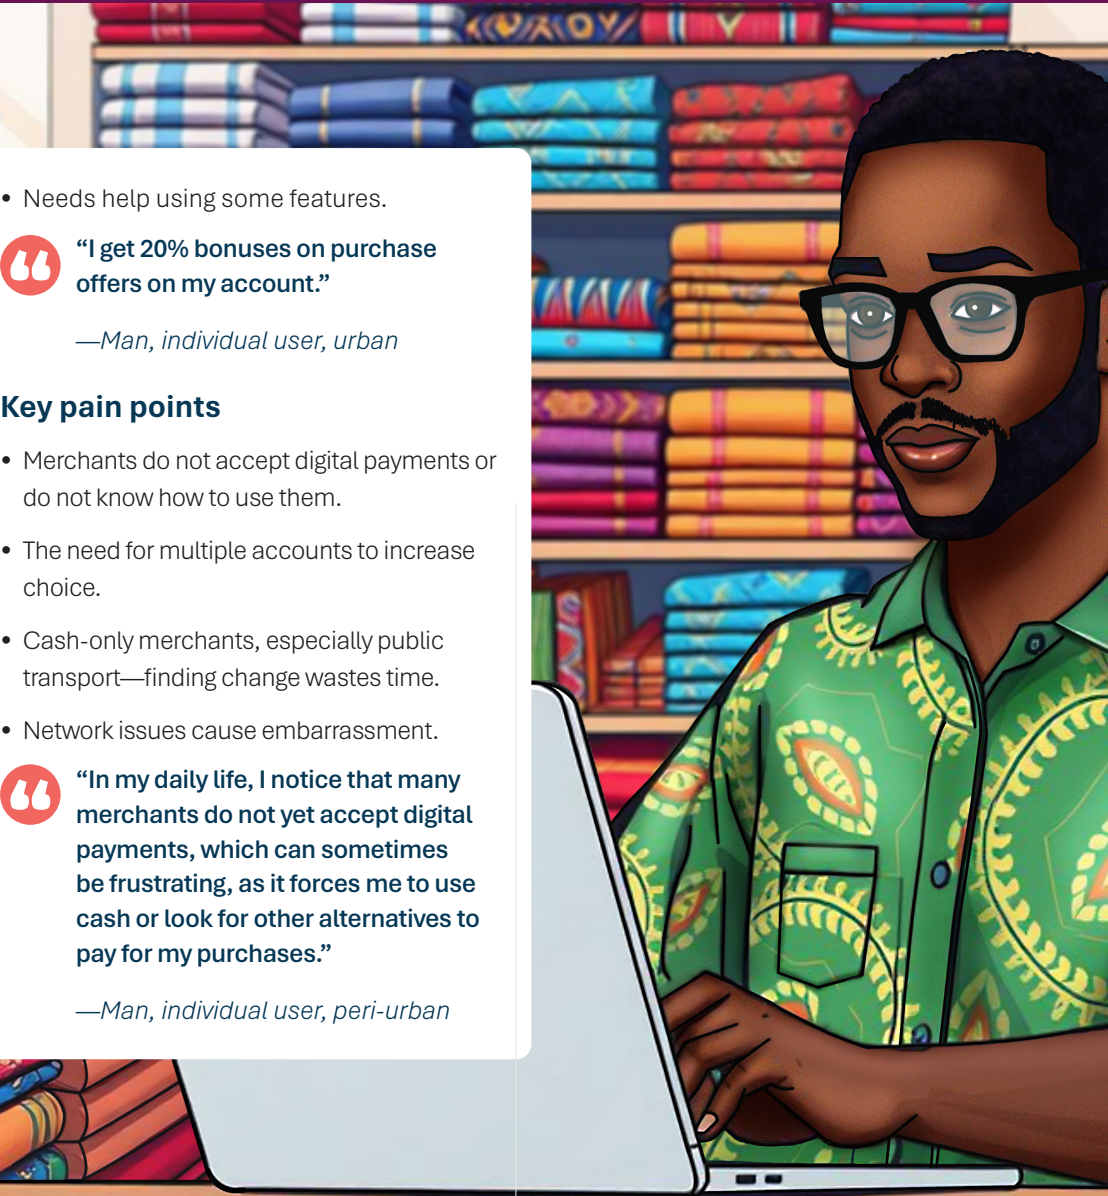 • Needs help using some features.
“I get 20% bonuses on purchase
offers on my account.”
—Man, individual user, urban
Key pain points
• Merchants do not accept digital payments or
do not know how to use them.
• The need for multiple accounts to increase
choice.
• Cash-only merchants, especially public
transport—finding change wastes time.
• Network issues cause embarrassment.
“In my daily life, I notice that many
merchants do not yet accept digital
payments, which can sometimes
be frustrating, as it forces me to use
cash or look for other alternatives to
pay for my purchases.”
—Man, individual user, peri-urban